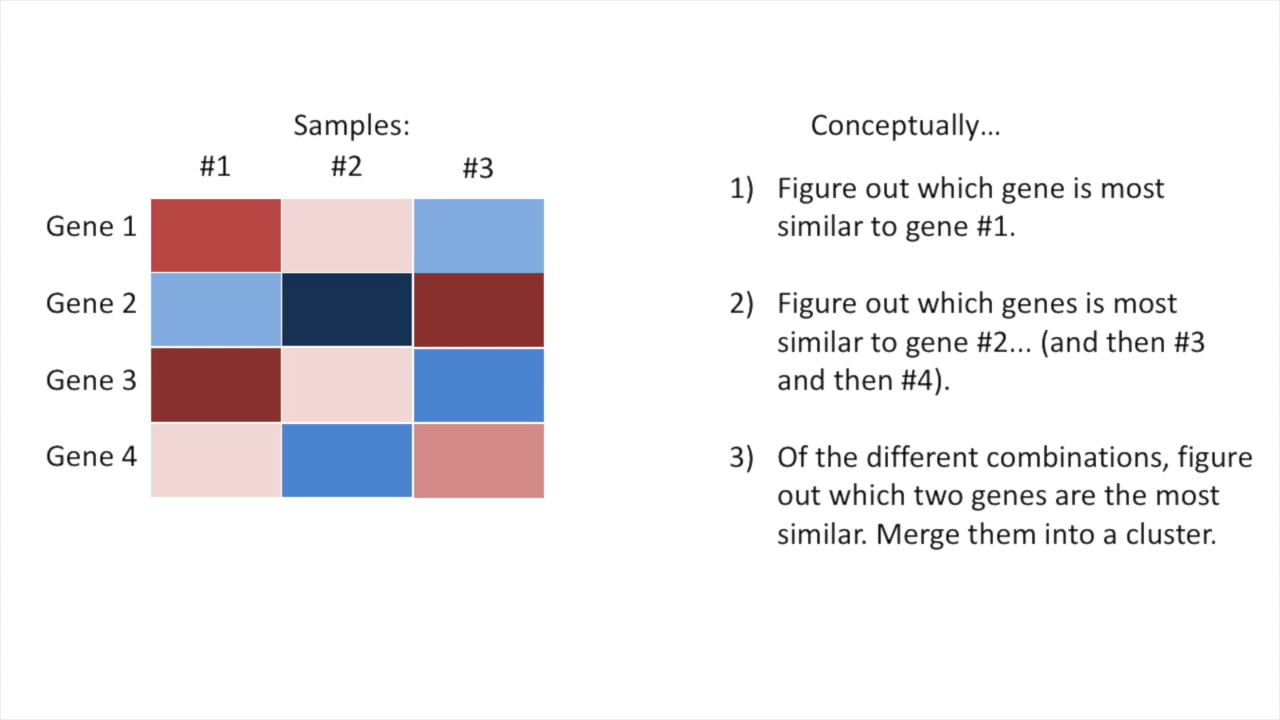 Samples:
#1 #2 #3
Gene 1
Gene 2
Gene 3
Gene 4
Conceptually...
1) Figure out which gene is most
similar to gene #1.
2) Figure out which genes is most
similar to gene #2... (and then #3
and then #4).
3) Of the different combinations, figure
out which two genes are the most
similar. Merge them into a cluster.